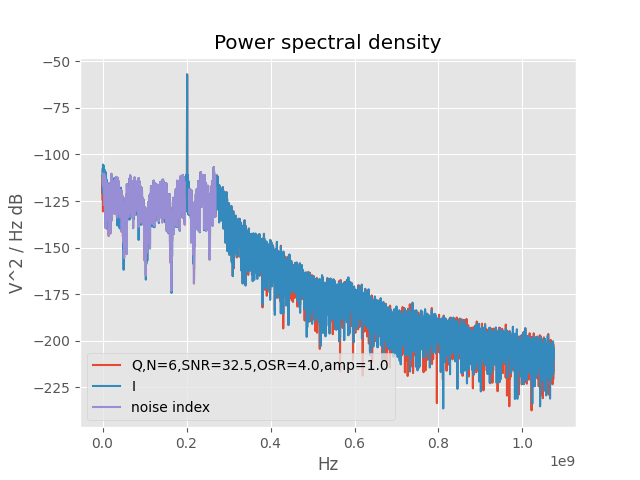 Power spectral density
V^2 / Hz dB
−50
−75
−100
−125
−150
−175
−200
−225
Q,N=6,SNR=32.5,OSR=4.0,amp=1.0
I
noise index
0.0 0.2 0.4 0.6 0.8 1.0
1e9
Hz